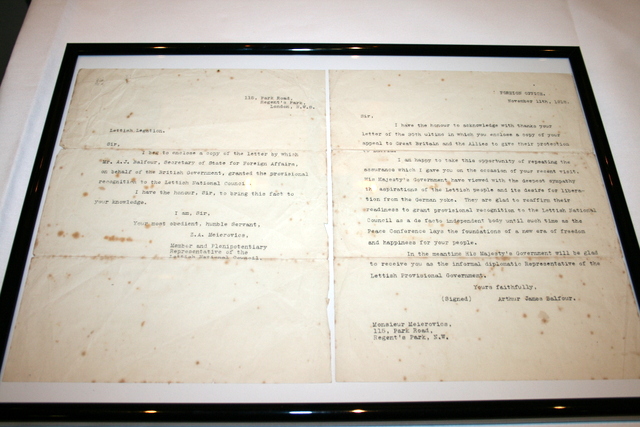 115, Park Road,
Regent's Park,
London, N.W.
Lettish Legation.
Sir.
I beg to enclose a copy of the letter by which
Mr. A.J. Balfour, Secretary of State for Foreign Affairs,
on behalf of the British Government, granted the provisional
recognition to the Lettish National Council.
I have the honour, Sir, to bring this fact to
your knowledge.
I am, Sir,
Your most obedient, humble Servant.
Z.A. Meierovics.
Member and Plenipotentiary
Representative of the
Lettish National Council.
FOREIGN OFFICE.
November 11th, 1918.
Sir.
I have the honour to acknowledge with thanks your
letter of the 30th ultimo in which you enclose a copy of your
appeal to Great Britain and the Allies to give their protection
I am happy to take this opportunity of repeating the
assurance which I gave you on the occasion of your recent visit.
His Majesty's Government have viewed with the deepest sympathy
the aspirations of the Lettish people and its desire for libera-
tion from the German yoke. They are glad to reaffirm their
readiness to grant provisional recognition to the Lettish National
Council as a de facto independent body until such time as the
Peace Conference lays the foundations of a new era of freedom
and happiness for your people.
In the meantime His Majesty's Government will be glad
to receive you as the informal diplomatic Representative of the
Lettish Provisional Government.
Yours faithfully.
(Signed) Arthur James Balfour.
Monsieur Meierovics,
115, Park Road,
Regent's Park, N.W.